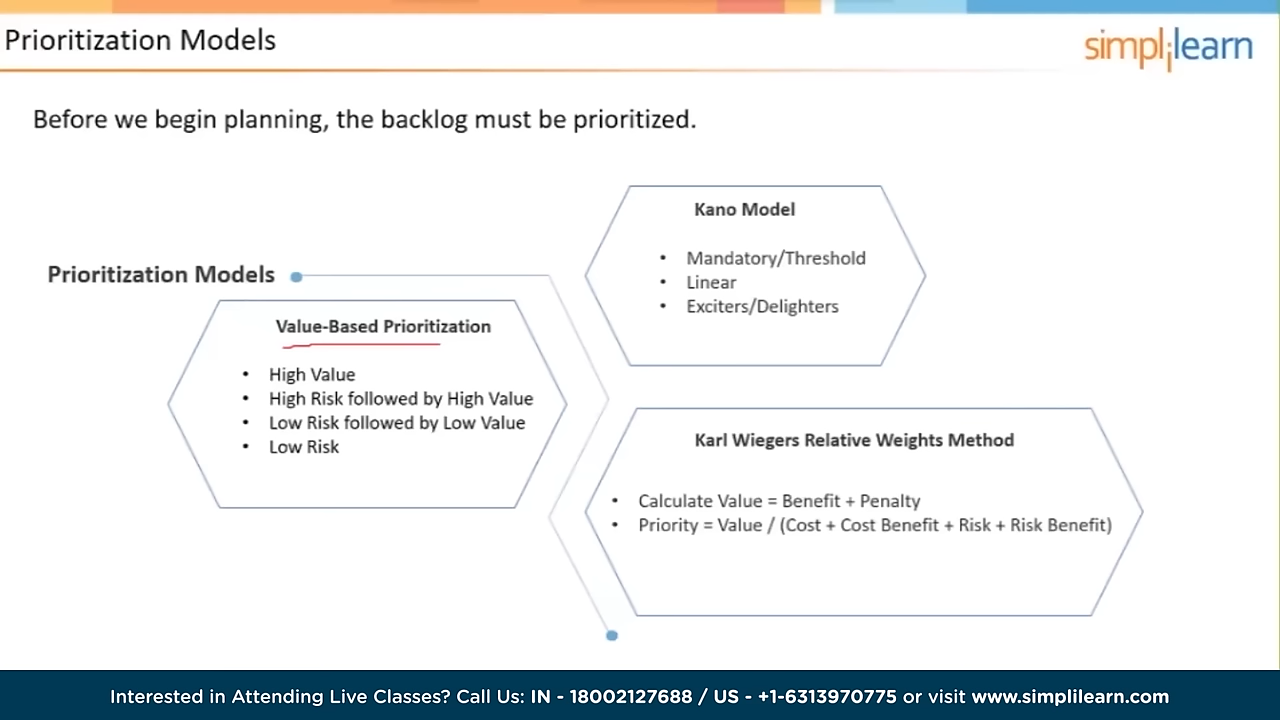 Prioritization Models
simplilearn
Before we begin planning, the backlog must be prioritized.
Prioritization Models
Value-Based Prioritization
• High Value
• High Risk followed by High Value
• Low Risk followed by Low Value
• Low Risk
Kano Model
• Mandatory/Threshold
• Linear
• Exciters/Delighters
Karl Wiegers Relative Weights Method
• Calculate Value = Benefit + Penalty
• Priority = Value / (Cost + Cost Benefit + Risk + Risk Benefit)
Interested in Attending Live Classes? Call Us: IN - 18002127688 / US - +1-6313970775 or visit www.simplilearn.com